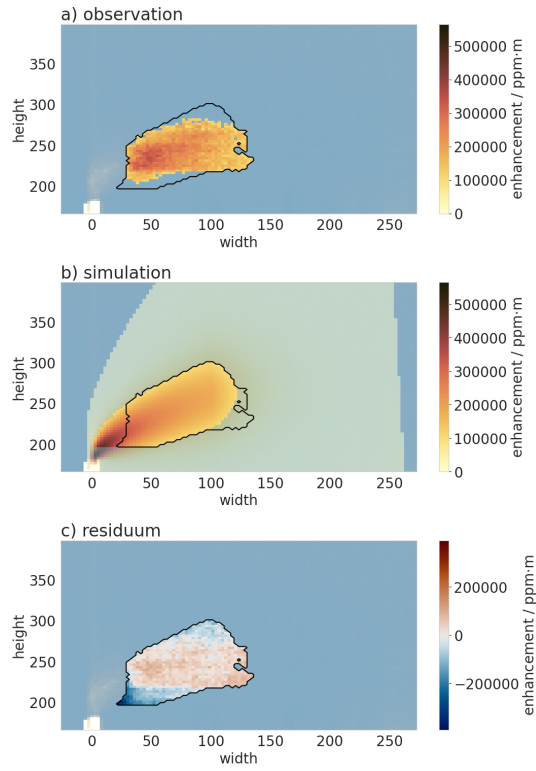 a) observation
500000
400000
300000
200000
100000
0
enhancement / ppm·m
350
300
250
200
height
0 50 100 150 200 250
width
b) simulation
500000
400000
300000
200000
100000
0
enhancement / ppm·m
350
300
250
200
height
0 50 100 150 200 250
width
c) residuum
200000
0
−200000
enhancement / ppm·m
350
300
250
200
height
0 50 100 150 200 250
width